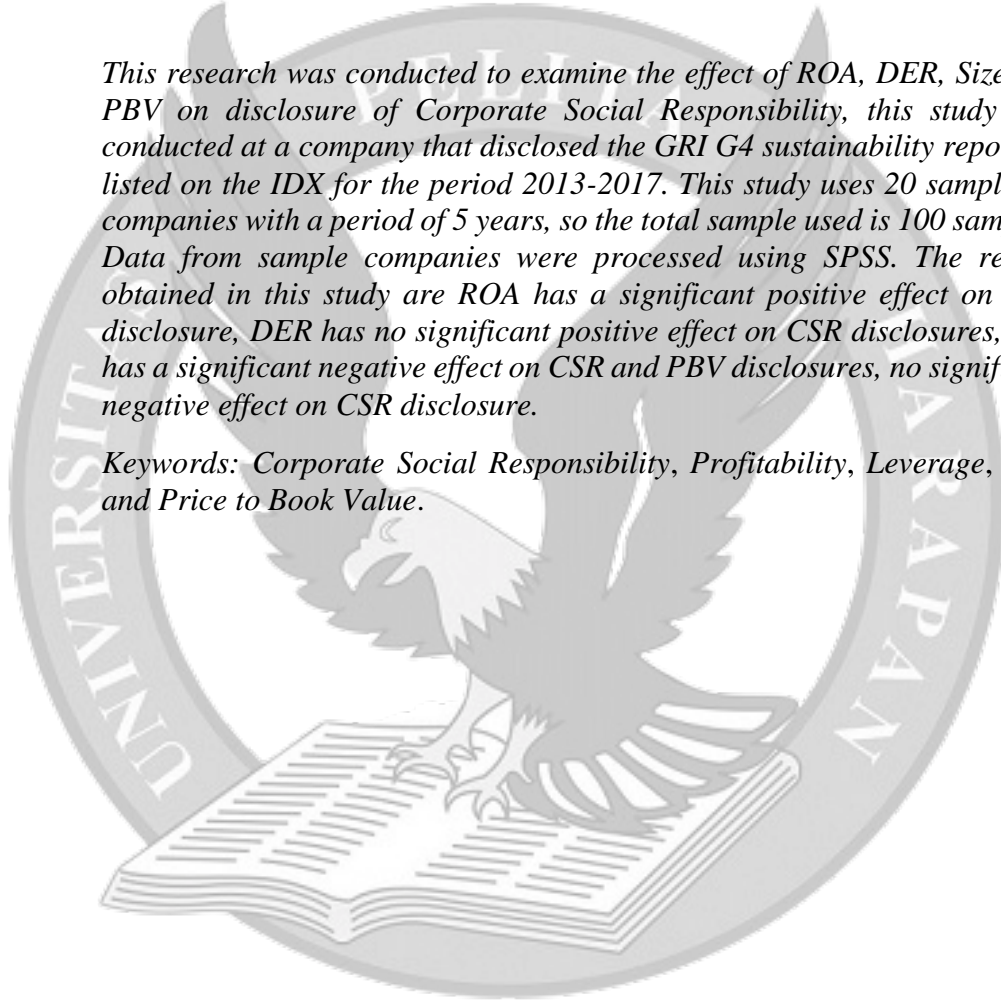 This research was conducted to examine the effect of ROA, DER, Size
PBV on disclosure of Corporate Social Responsibility, this study
conducted at a company that disclosed the GRI G4 sustainability repo
listed on the IDX for the period 2013-2017. This study uses 20 sampl
companies with a period of 5 years, so the total sample used is 100 sam
Data from sample companies were processed using SPSS. The re
obtained in this study are ROA has a significant positive effect on
disclosure, DER has no significant positive effect on CSR disclosures,
has a significant negative effect on CSR and PBV disclosures, no signif
negative effect on CSR disclosure.
Keywords: Corporate Social Responsibility, Profitability, Leverage,
and Price to Book Value.
UNIVERSITAS PELITA HARAPAN